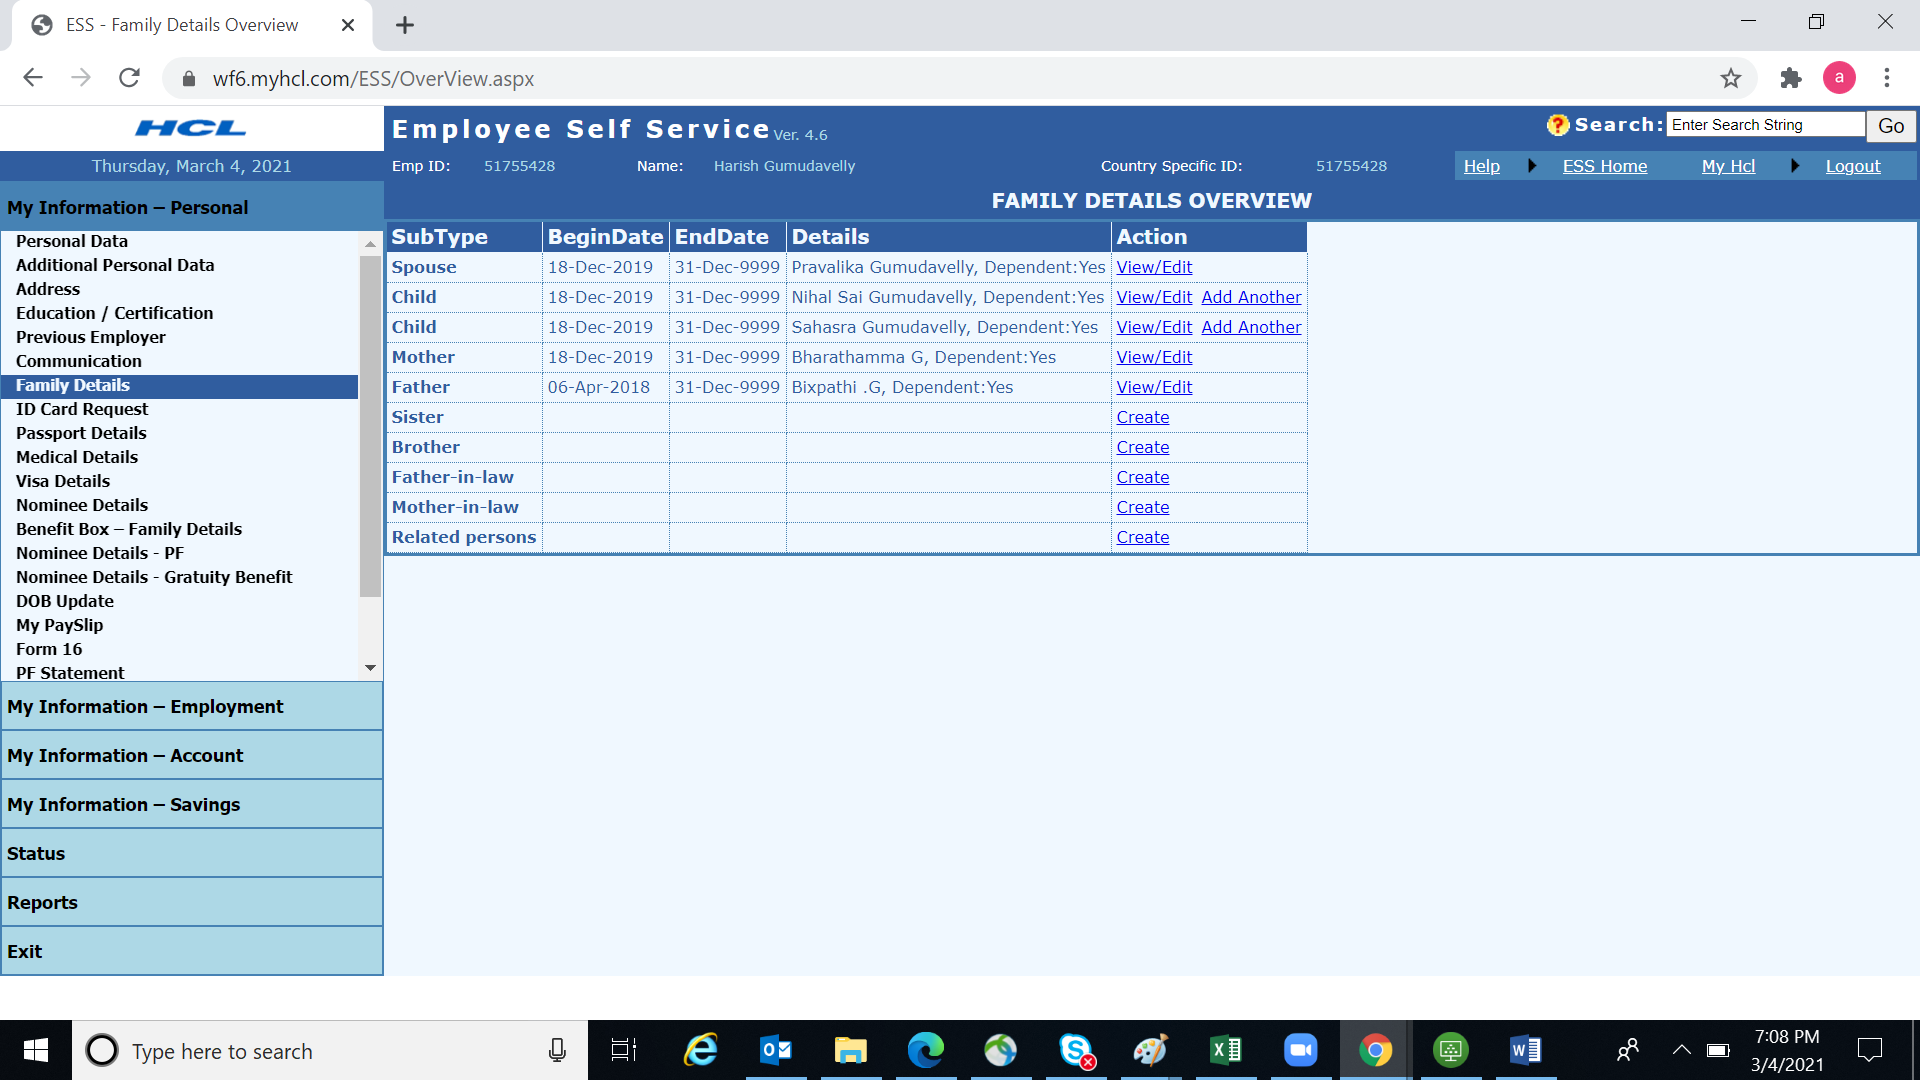 ESS - Family Details Overview
wf6.myhcl.com/ESS/OverView.aspx
a
HCL
Thursday, March 4, 2021
Employee Self Service Ver. 4.6
? Search: Enter Search String Go
Emp ID: 51755428 Name: Harish Gumudavelly Country Specific ID: 51755428
Help ESS Home My Hcl Logout
FAMILY DETAILS OVERVIEW
My Information – Personal
Personal Data
Additional Personal Data
Address
Education / Certification
Previous Employer
Communication
Family Details
ID Card Request
Passport Details
Medical Details
Visa Details
Nominee Details
Benefit Box – Family Details
Nominee Details - PF
Nominee Details - Gratuity Benefit
DOB Update
My PaySlip
Form 16
PF Statement
My Information – Employment
My Information – Account
My Information – Savings
Status
Reports
Exit
SubType BeginDate EndDate Details Action
Spouse 18-Dec-2019 31-Dec-9999 Pravalika Gumudavelly, Dependent:Yes View/Edit
Child 18-Dec-2019 31-Dec-9999 Nihal Sai Gumudavelly, Dependent:Yes View/Edit Add Another
Child 18-Dec-2019 31-Dec-9999 Sahasra Gumudavelly, Dependent:Yes View/Edit Add Another
Mother 18-Dec-2019 31-Dec-9999 Bharathamma G, Dependent:Yes View/Edit
Father 06-Apr-2018 31-Dec-9999 Bixpathi .G, Dependent:Yes View/Edit
Sister Create
Brother Create
Father-in-law Create
Mother-in-law Create
Related persons Create
Type here to search
7:08 PM
3/4/2021